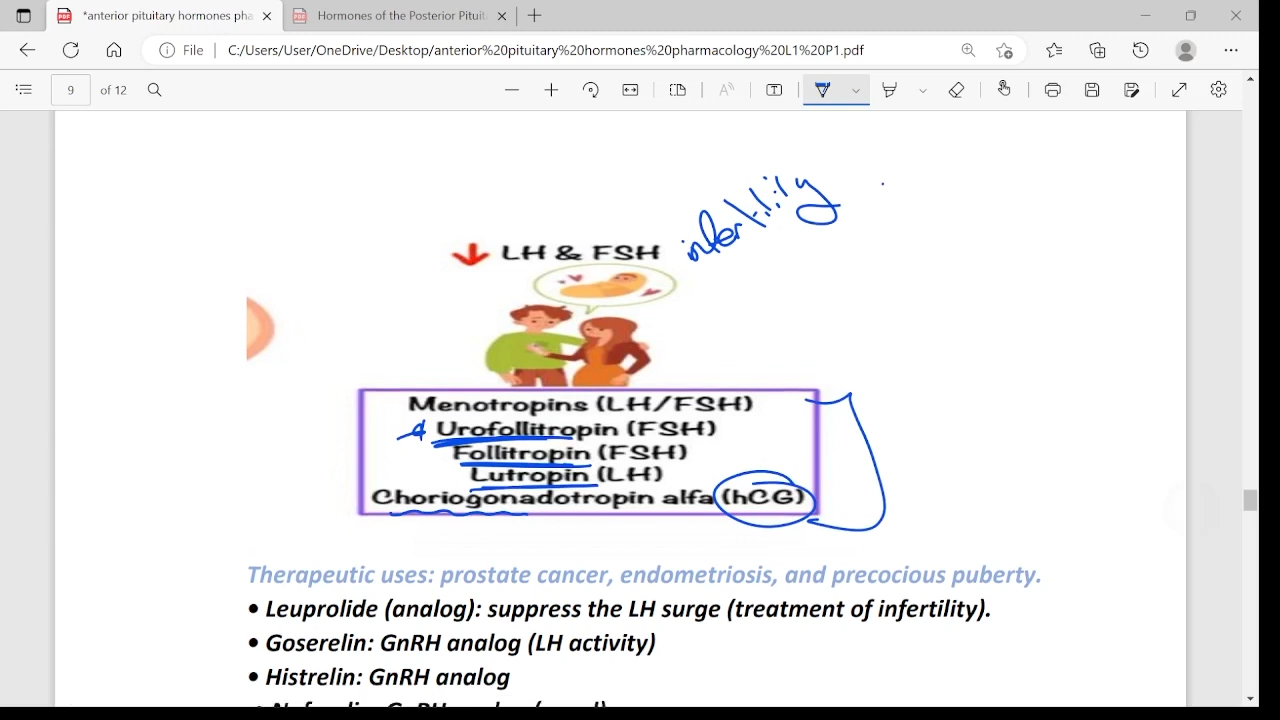 *anterior pituitary hormones pha
Hormones of the Posterior Pituit
File
C:/Users/User/OneDrive/Desktop/anterior%20pituitary%20hormones%20pharmacology%20L1%20P1.pdf
9 of 12
infertility
LH & FSH
Menotropins (LH/FSH)
Urofollitropin (FSH)
Follitropin (FSH)
Lutropin (LH)
Choriogonadotropin alfa (hCG)
Therapeutic uses: prostate cancer, endometriosis, and precocious puberty.
• Leuprolide (analog): suppress the LH surge (treatment of infertility).
• Goserelin: GnRH analog (LH activity)
• Histrelin: GnRH analog